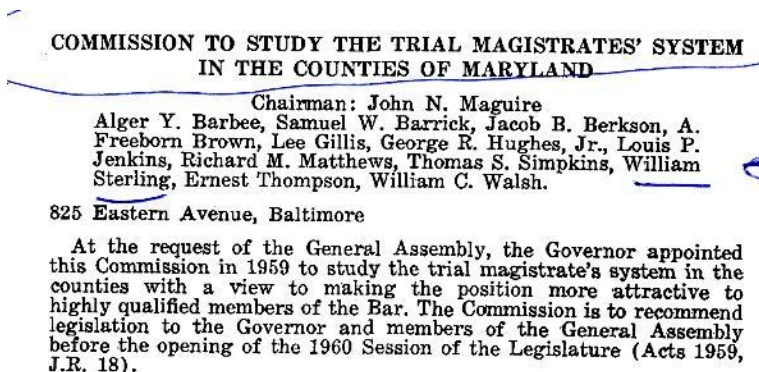 COMMISSION TO STUDY THE TRIAL MAGISTRATES' SYSTEM
IN THE COUNTIES OF MARYLAND
Chairman: John N. Maguire
Alger Y. Barbee, Samuel W. Barrick, Jacob B. Berkson, A.
Freeborn Brown, Lee Gillis, George R. Hughes, Jr., Louis P.
Jenkins, Richard M. Matthews, Thomas S. Simpkins, William
Sterling, Ernest Thompson, William C. Walsh.
825 Eastern Avenue, Baltimore
At the request of the General Assembly, the Governor appointed
this Commission in 1959 to study the trial magistrate's system in the
counties with a view to making the position more attractive to
highly qualified members of the Bar. The Commission is to recommend
legislation to the Governor and members of the General Assembly
before the opening of the 1960 Session of the Legislature (Acts 1959,
J.R. 18).